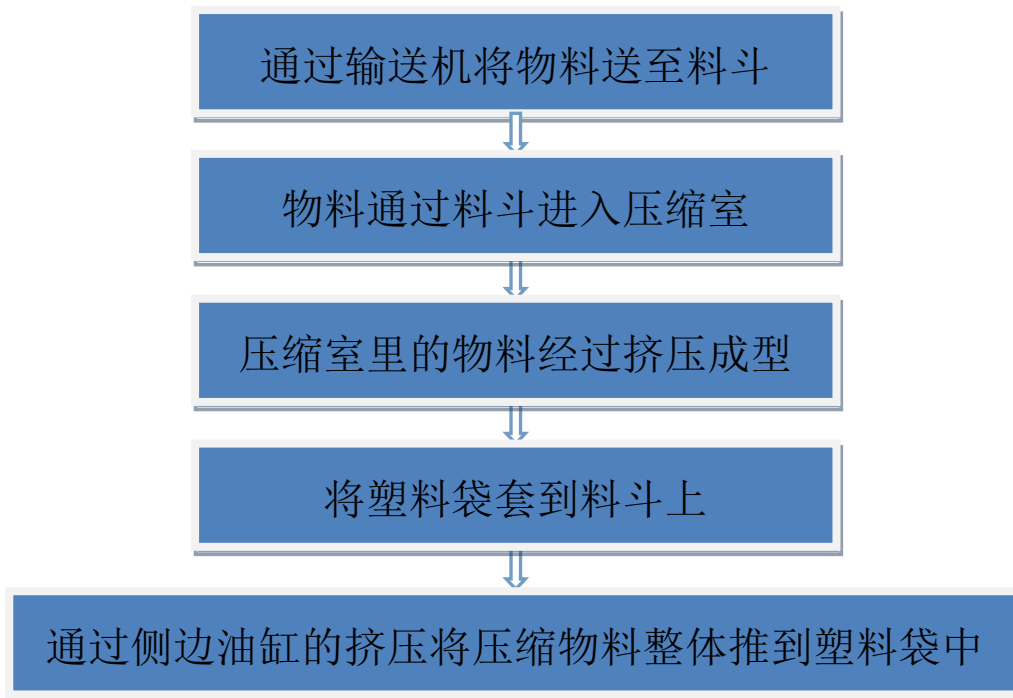 通过输送机将物料送至料斗
物料通过料斗进入压缩室
压缩室里的物料经过挤压成型
将塑料袋套到料斗上
通过侧边油缸的挤压将压缩物料整体推到塑料袋中